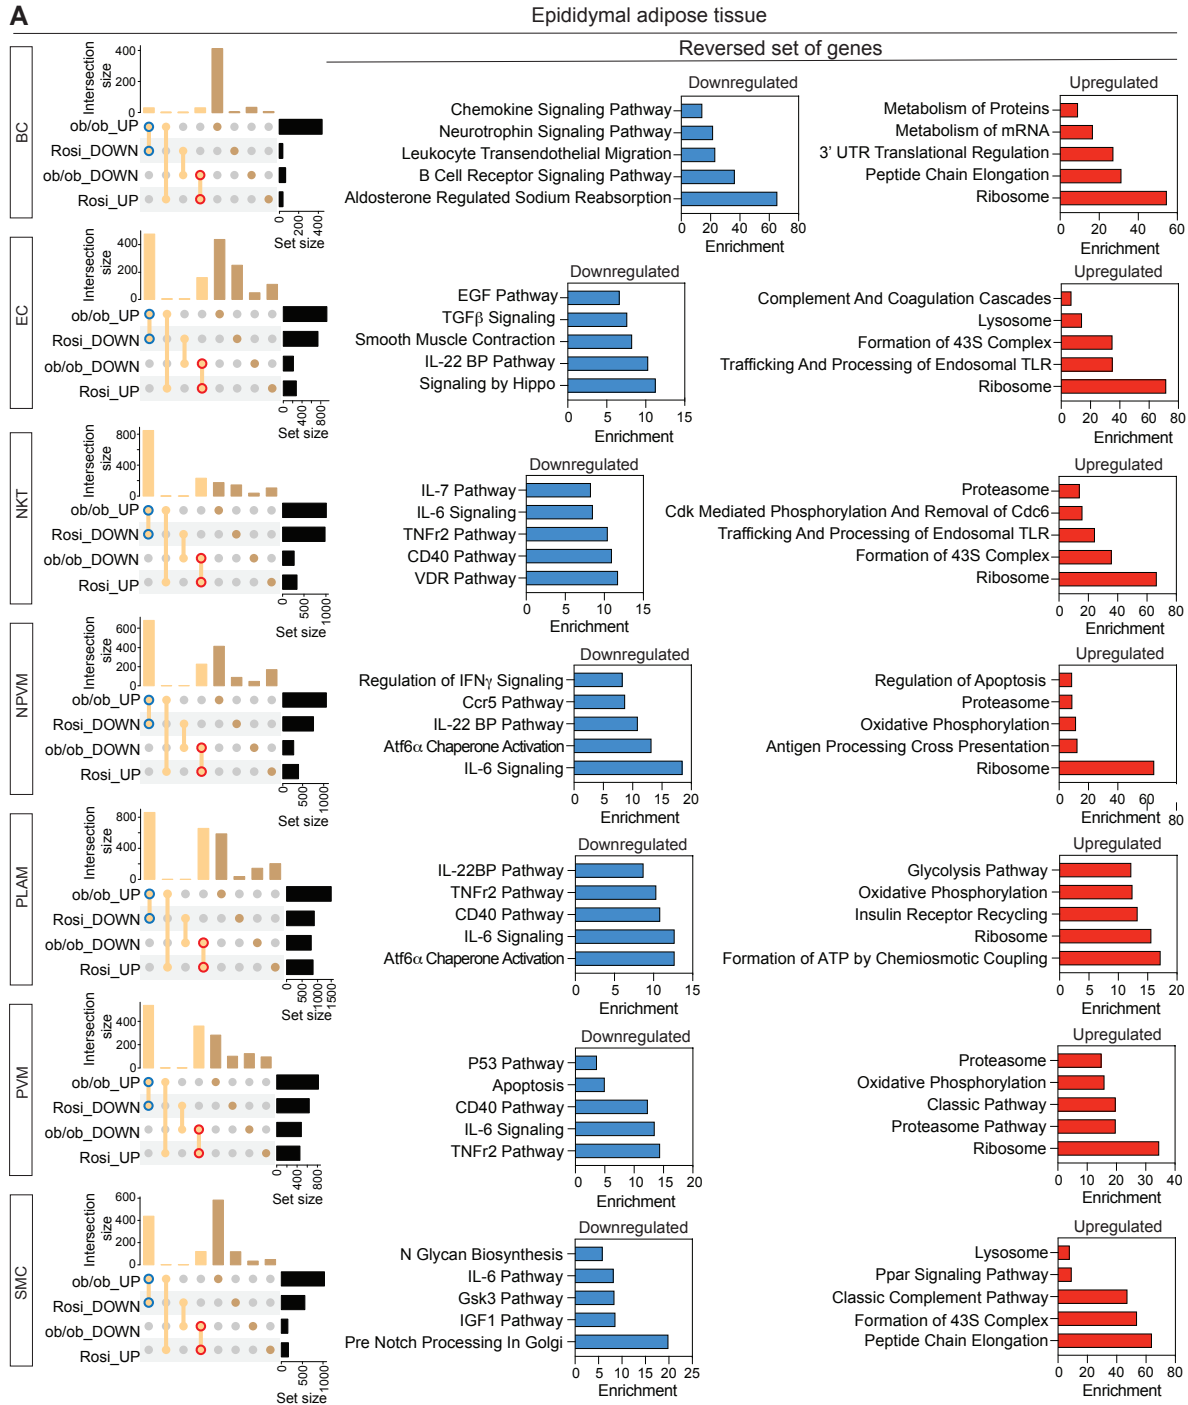 A
Epididymal adipose tissue
Reversed set of genes
BC
Intersection size
400
200
0
ob/ob_UP
Rosi_DOWN
ob/ob_DOWN
Rosi_UP
0 200 400
Set size
Downregulated
Chemokine Signaling Pathway
Neurotrophin Signaling Pathway
Leukocyte Transendothelial Migration
B Cell Receptor Signaling Pathway
Aldosterone Regulated Sodium Reabsorption
0 20 40 60 80
Enrichment
Upregulated
Metabolism of Proteins
Metabolism of mRNA
3' UTR Translational Regulation
Peptide Chain Elongation
Ribosome
0 20 40 60 80
Enrichment
EC
Intersection size
400
200
0
ob/ob_UP
Rosi_DOWN
ob/ob_DOWN
Rosi_UP
0 400 800
Set size
Downregulated
EGF Pathway
TGFβ Signaling
Smooth Muscle Contraction
IL-22 BP Pathway
Signaling by Hippo
0 5 10 15
Enrichment
Upregulated
Complement And Coagulation Cascades
Lysosome
Formation of 43S Complex
Trafficking And Processing of Endosomal TLR
Ribosome
0 20 40 60 80
Enrichment
NKT
Intersection size
800
400
0
ob/ob_UP
Rosi_DOWN
ob/ob_DOWN
Rosi_UP
0 500 1000
Set size
Downregulated
IL-7 Pathway
IL-6 Signaling
TNFr2 Pathway
CD40 Pathway
VDR Pathway
0 5 10 15
Enrichment
Upregulated
Proteasome
Cdk Mediated Phosphorylation And Removal of Cdc6
Trafficking And Processing of Endosomal TLR
Formation of 43S Complex
Ribosome
0 20 40 60 80
Enrichment
NPVM
Intersection size
600
400
200
0
ob/ob_UP
Rosi_DOWN
ob/ob_DOWN
Rosi_UP
0 500 1000
Set size
Downregulated
Regulation of IFNγ Signaling
Ccr5 Pathway
IL-22 BP Pathway
Atf6α Chaperone Activation
IL-6 Signaling
0 5 10 15 20
Enrichment
Upregulated
Regulation of Apoptosis
Proteasome
Oxidative Phosphorylation
Antigen Processing Cross Presentation
Ribosome
0 20 40 60 80
Enrichment
PLAM
Intersection size
800
400
0
ob/ob_UP
Rosi_DOWN
ob/ob_DOWN
Rosi_UP
0 500 1000 1500
Set size
Downregulated
IL-22BP Pathway
TNFr2 Pathway
CD40 Pathway
IL-6 Signaling
Atf6α Chaperone Activation
0 5 10 15
Enrichment
Upregulated
Glycolysis Pathway
Oxidative Phosphorylation
Insulin Receptor Recycling
Ribosome
Formation of ATP by Chemiosmotic Coupling
0 5 10 15 20
Enrichment
PVM
Intersection size
400
200
0
ob/ob_UP
Rosi_DOWN
ob/ob_DOWN
Rosi_UP
0 400 800
Set size
Downregulated
P53 Pathway
Apoptosis
CD40 Pathway
IL-6 Signaling
TNFr2 Pathway
0 5 10 15 20
Enrichment
Upregulated
Proteasome
Oxidative Phosphorylation
Classic Pathway
Proteasome Pathway
Ribosome
0 10 20 30 40
Enrichment
SMC
Intersection size
600
400
200
0
ob/ob_UP
Rosi_DOWN
ob/ob_DOWN
Rosi_UP
0 500 1000
Set size
Downregulated
N Glycan Biosynthesis
IL-6 Pathway
Gsk3 Pathway
IGF1 Pathway
Pre Notch Processing In Golgi
0 5 10 15 20 25
Enrichment
Upregulated
Lysosome
Ppar Signaling Pathway
Classic Complement Pathway
Formation of 43S Complex
Peptide Chain Elongation
0 20 40 60 80
Enrichment